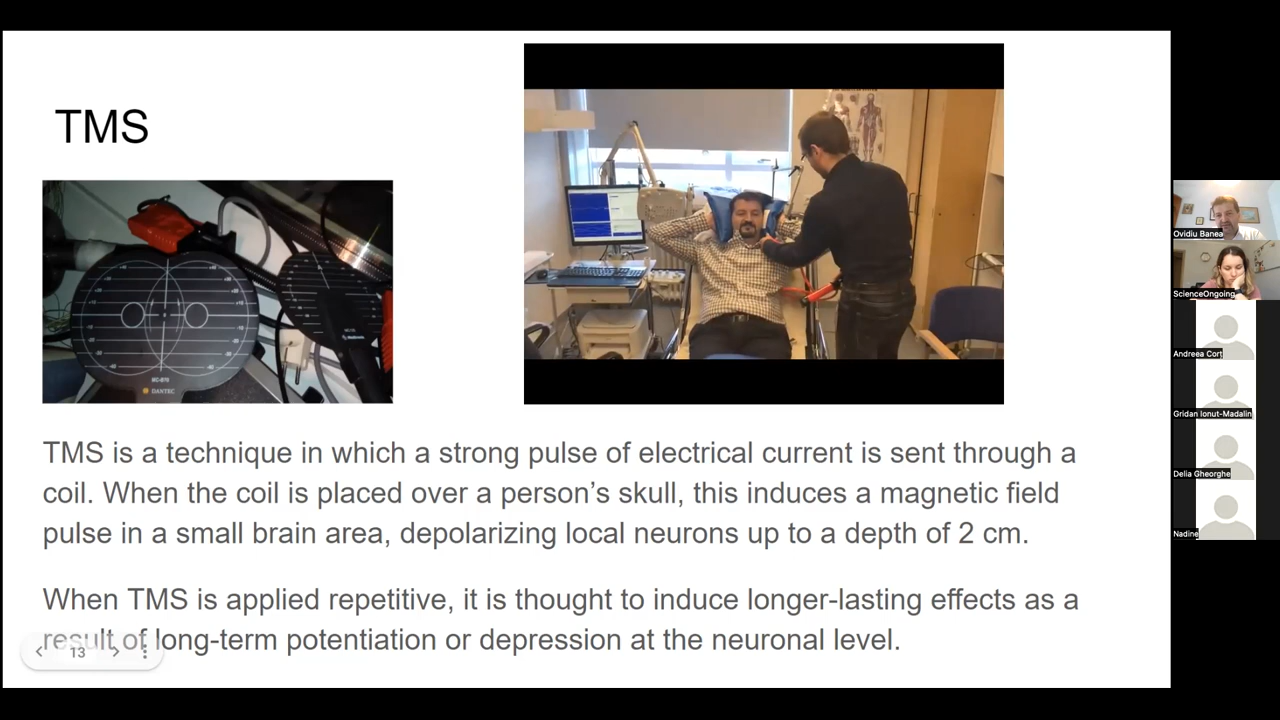 TMS
MC-B70
DANTEC
TMS is a technique in which a strong pulse of electrical current is sent through a
coil. When the coil is placed over a person’s skull, this induces a magnetic field
pulse in a small brain area, depolarizing local neurons up to a depth of 2 cm.
When TMS is applied repetitive, it is thought to induce longer-lasting effects as a
result of long-term potentiation or depression at the neuronal level.
13
Ovidiu Banea
ScienceOngoing
Andreea Corț
Gridan Ionut-Madalin
Delia Gheorghe
Nadine